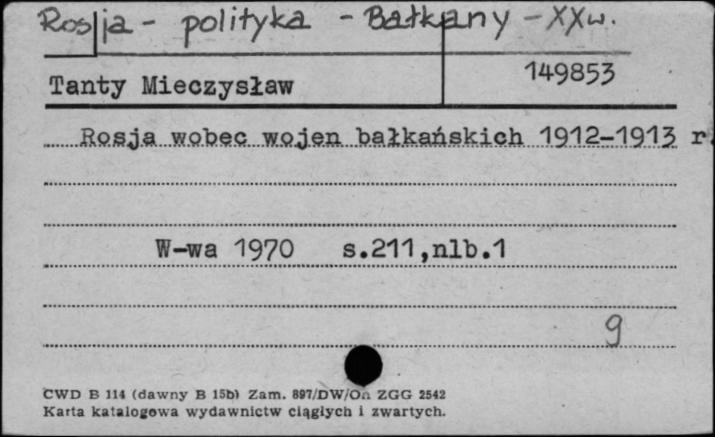 Rosja - polityka - Bałkany - XX w.
Tanty Mieczysław
149853
Rosja wobec wojen bałkańskich 1912-1913 r.
W-wa 1970 s.211,nlb.1
9
CWD B 114 (dawny B 15b) Zam. 897/DW/On ZGG 2542
Karta katalogowa wydawnictw ciągłych i zwartych.